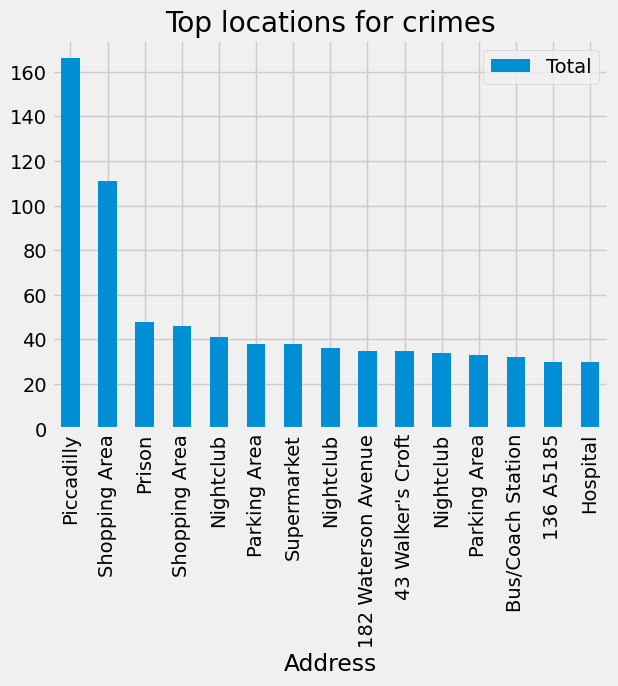 Top locations for crimes
Total
160
140
120
100
80
60
40
20
0
Piccadilly
Shopping Area
Prison
Shopping Area
Nightclub
Parking Area
Supermarket
Nightclub
182 Waterson Avenue
43 Walker's Croft
Nightclub
Parking Area
Bus/Coach Station
136 A5185
Hospital
Address